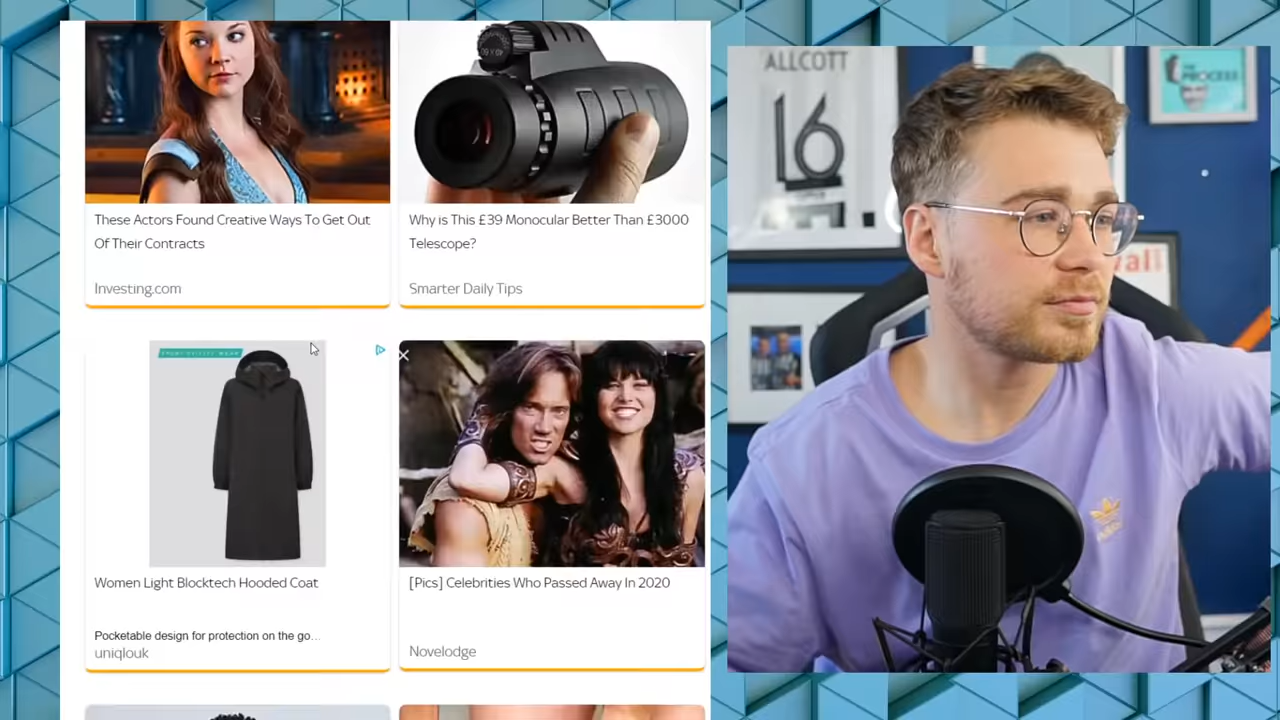 These Actors Found Creative Ways To Get Out
Of Their Contracts
Investing.com
Why is This £39 Monocular Better Than £3000
Telescope?
Smarter Daily Tips
Women Light Blocktech Hooded Coat
Pocketable design for protection on the go...
uniqlouk
[Pics] Celebrities Who Passed Away In 2020
Novelodge
ALLCOTT
16
PROCESS